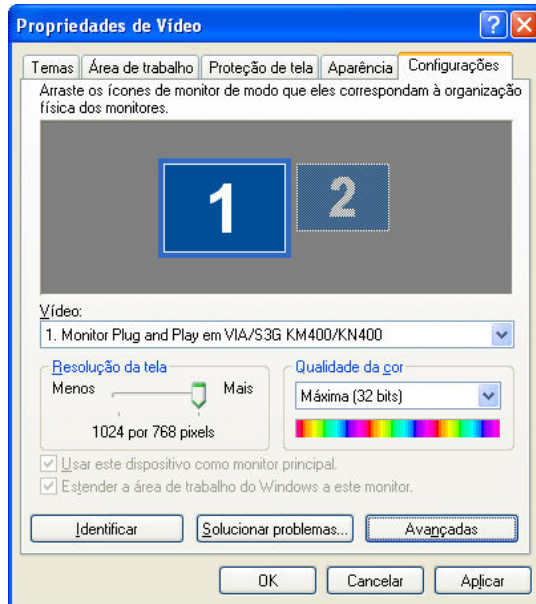 Propriedades de Vídeo
Temas Área de trabalho Proteção de tela Aparência Configurações
Arraste os ícones de monitor de modo que eles correspondam à organização
física dos monitores.
1 2
Vídeo:
1. Monitor Plug and Play em VIA/S3G KM400/KN400
Resolução da tela
Menos Mais
1024 por 768 pixels
Qualidade da cor
Máxima (32 bits)
Usar este dispositivo como monitor principal.
Estender a área de trabalho do Windows a este monitor.
Identificar Solucionar problemas... Avançadas
OK Cancelar Aplicar